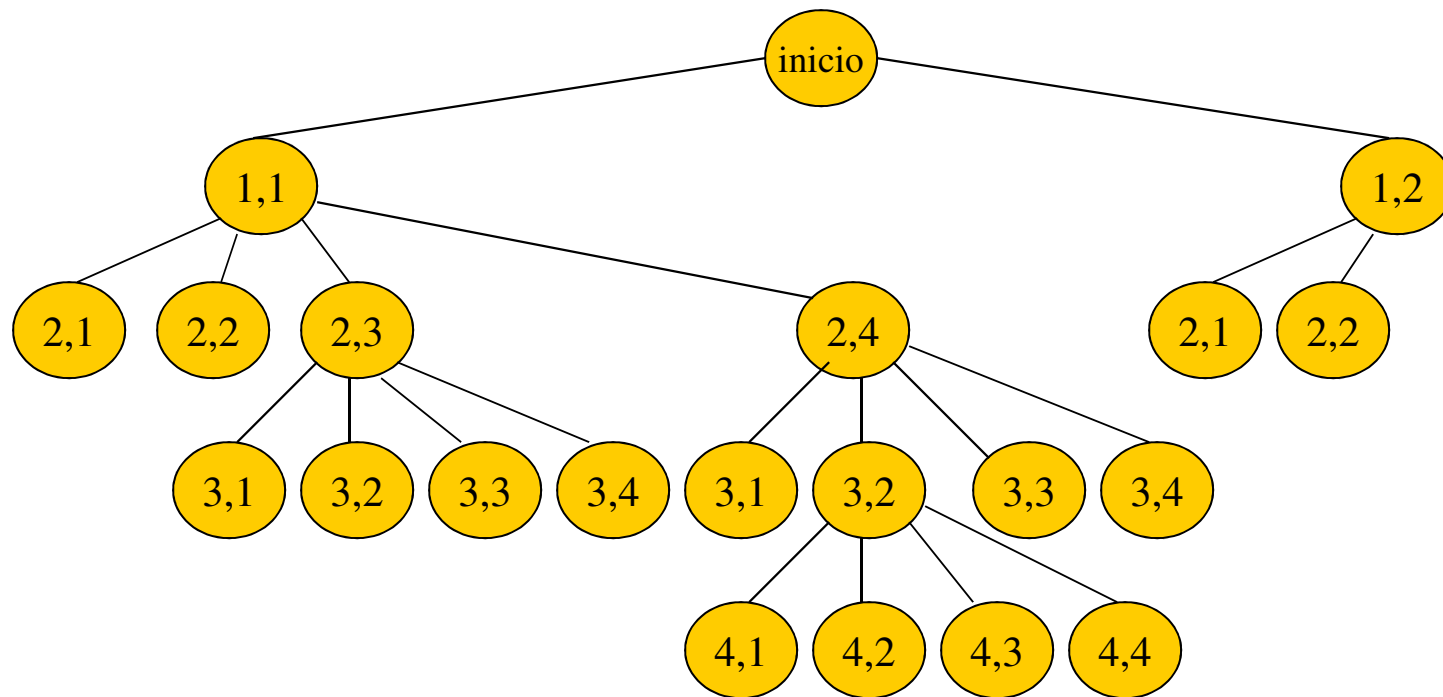 inicio
1,1 1,2
2,1 2,2 2,3 2,4 2,1 2,2
3,1 3,2 3,3 3,4 3,1 3,2 3,3 3,4
4,1 4,2 4,3 4,4